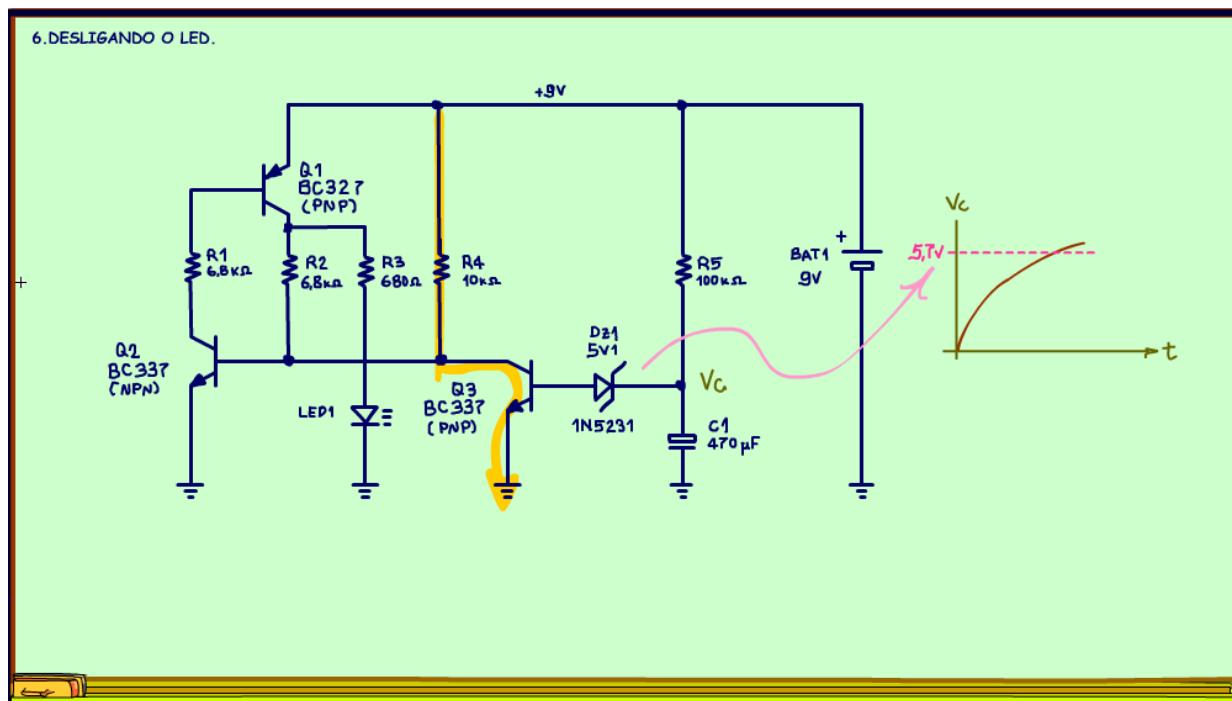 6.DESLIGANDO O LED.
+9V
Q1
BC327
(PNP)
R1
6,8kΩ
R2
6,8kΩ
R3
680Ω
R4
10kΩ
R5
100kΩ
BAT1
+
9V
Vc
5,7V
t
Q2
BC337
(NPN)
LED1
Q3
BC337
(PNP)
Dz1
5V1
1N5231
Vc
C1
470µF